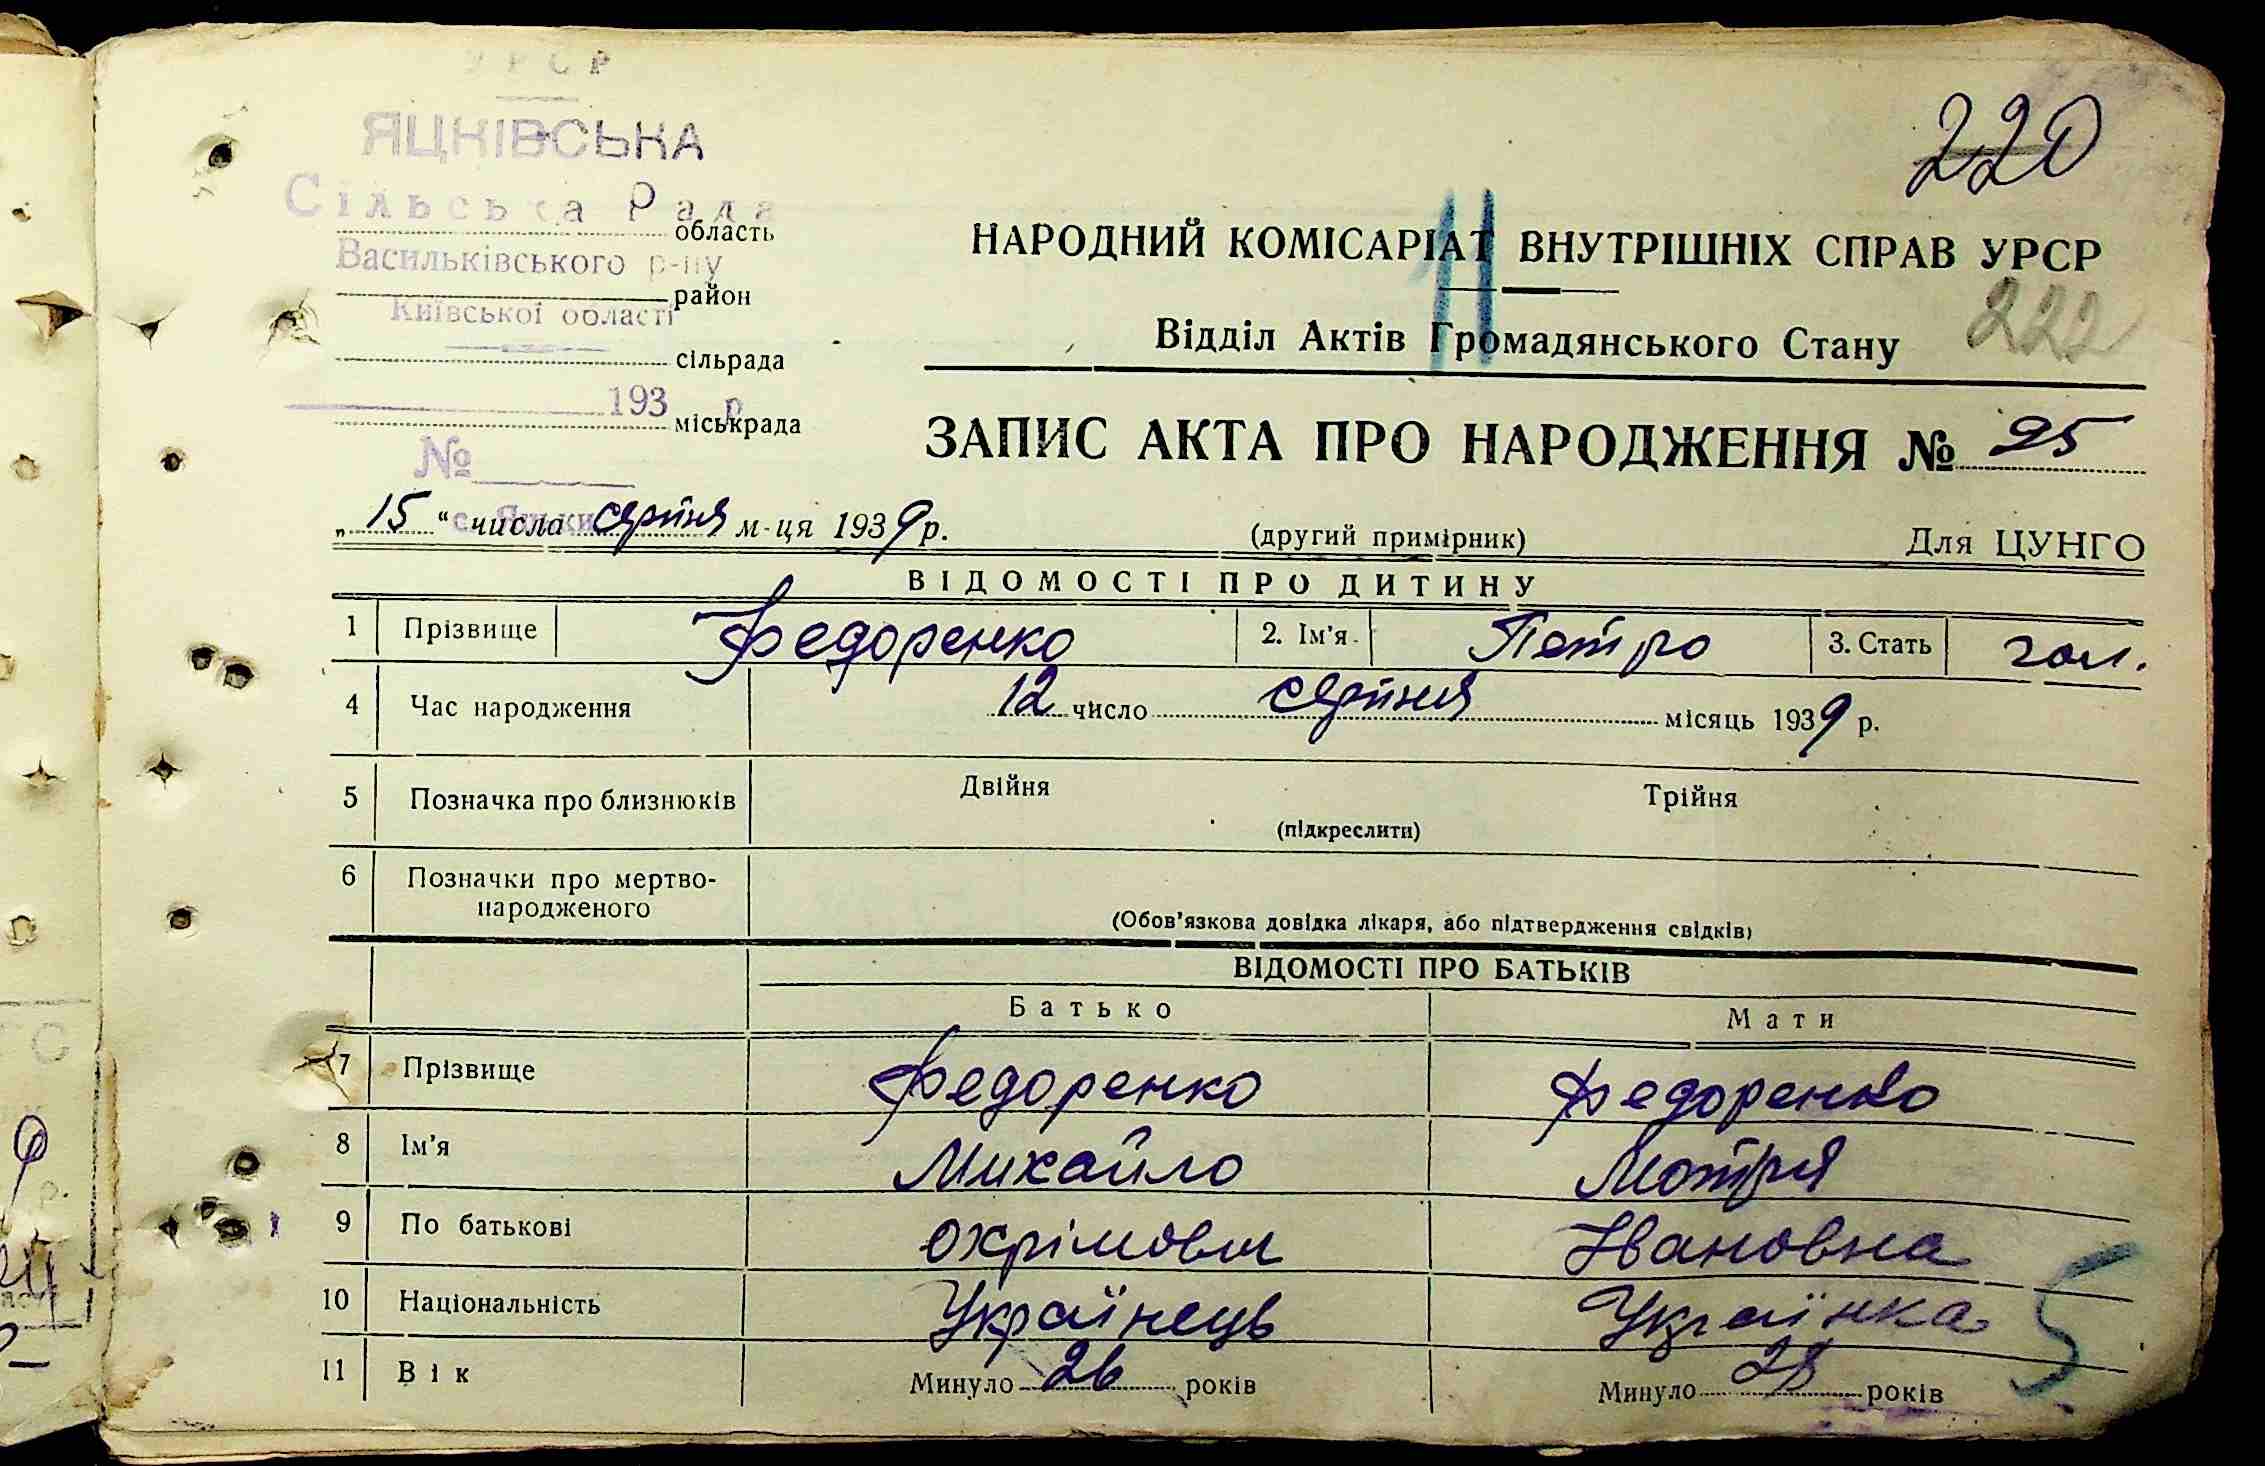 УРСР
ЯЦКІВСЬКА
Сільська Рада
область
Васильківського р-ну
район
Київської області
сільрада
193 р
міськрада
№
с. Яцьки
220
НАРОДНИЙ КОМІСАРІАТ ВНУТРІШНІХ СПРАВ УРСР
11
222
Відділ Актів Громадянського Стану
ЗАПИС АКТА ПРО НАРОДЖЕННЯ № 95
„15“ числа серпня м-ця 1939 р.
(другий примірник)
Для ЦУНГО
ВІДОМОСТІ ПРО ДИТИНУ
1 Прізвище Федоренко 2. Ім'я Петро 3. Стать чол.
4 Час народження 12 число серпня місяць 1939 р.
5 Позначка про близнюків Двійня Трійня
(підкреслити)
6 Позначки про мертво-
народженого
(Обов'язкова довідка лікаря, або підтвердження свідків)
ВІДОМОСТІ ПРО БАТЬКІВ
Батько Мати
7 Прізвище Федоренко Федоренко
8 Ім'я Михайло Мотря
9 По батькові Охрімович Івановна
10 Національність Українець Українка
11 Вік Минуло 26 років Минуло 28 років
5